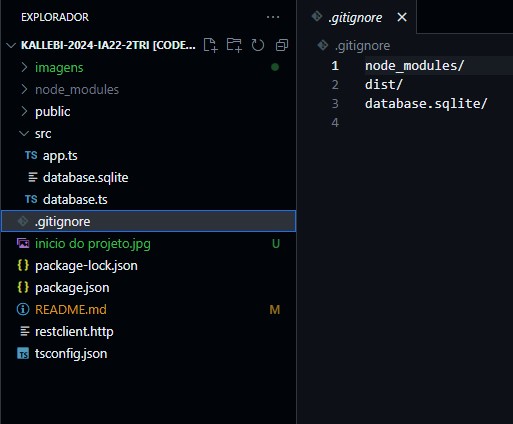 EXPLORADOR
···
KALLEBI-2024-IA22-2TRI [CODE...
imagens
node_modules
public
src
TS app.ts
database.sqlite
TS database.ts
.gitignore
inicio do projeto.jpg U
{} package-lock.json
{} package.json
README.md M
restclient.http
TS tsconfig.json
.gitignore
.gitignore
1 node_modules/
2 dist/
3 database.sqlite/
4